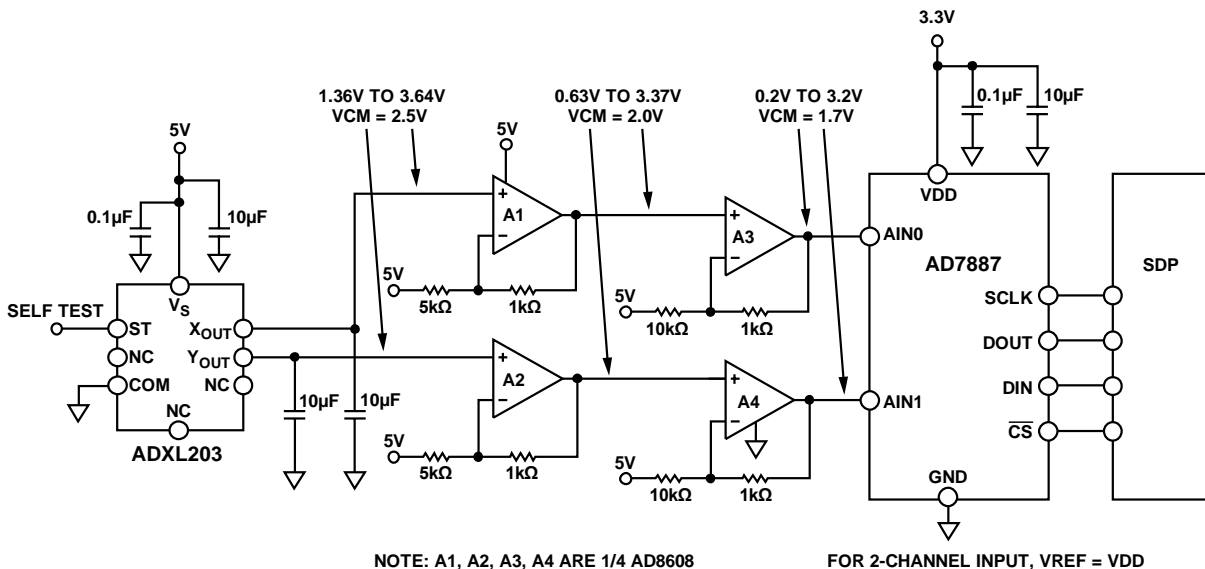 3.3V
1.36V TO 3.64V
VCM = 2.5V
0.63V TO 3.37V
VCM = 2.0V
0.2V TO 3.2V
VCM = 1.7V
0.1µF
10µF
5V
5V
0.1µF
10µF
VDD
+
A1
−
+
A3
−
AIN0
AD7887
SDP
5V
5kΩ
1kΩ
5V
10kΩ
1kΩ
SELF TEST
VS
ST
XOUT
NC
YOUT
COM
NC
NC
ADXL203
10µF
10µF
+
A2
−
+
A4
−
AIN1
SCLK
DOUT
DIN
CS
5V
5kΩ
1kΩ
5V
10kΩ
1kΩ
GND
NOTE: A1, A2, A3, A4 ARE 1/4 AD8608
FOR 2-CHANNEL INPUT, VREF = VDD